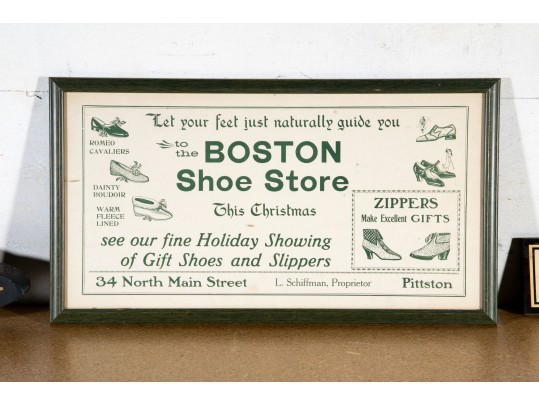 Let your feet just naturally guide you
to
the BOSTON
Shoe Store
This Christmas
see our fine Holiday Showing
of Gift Shoes and Slippers
ROMEO
CAVALIERS
DAINTY
BOUDOIR
WARM
FLEECE
LINED
ZIPPERS
Make Excellent GIFTS
34 North Main Street L. Schiffman, Proprietor Pittston